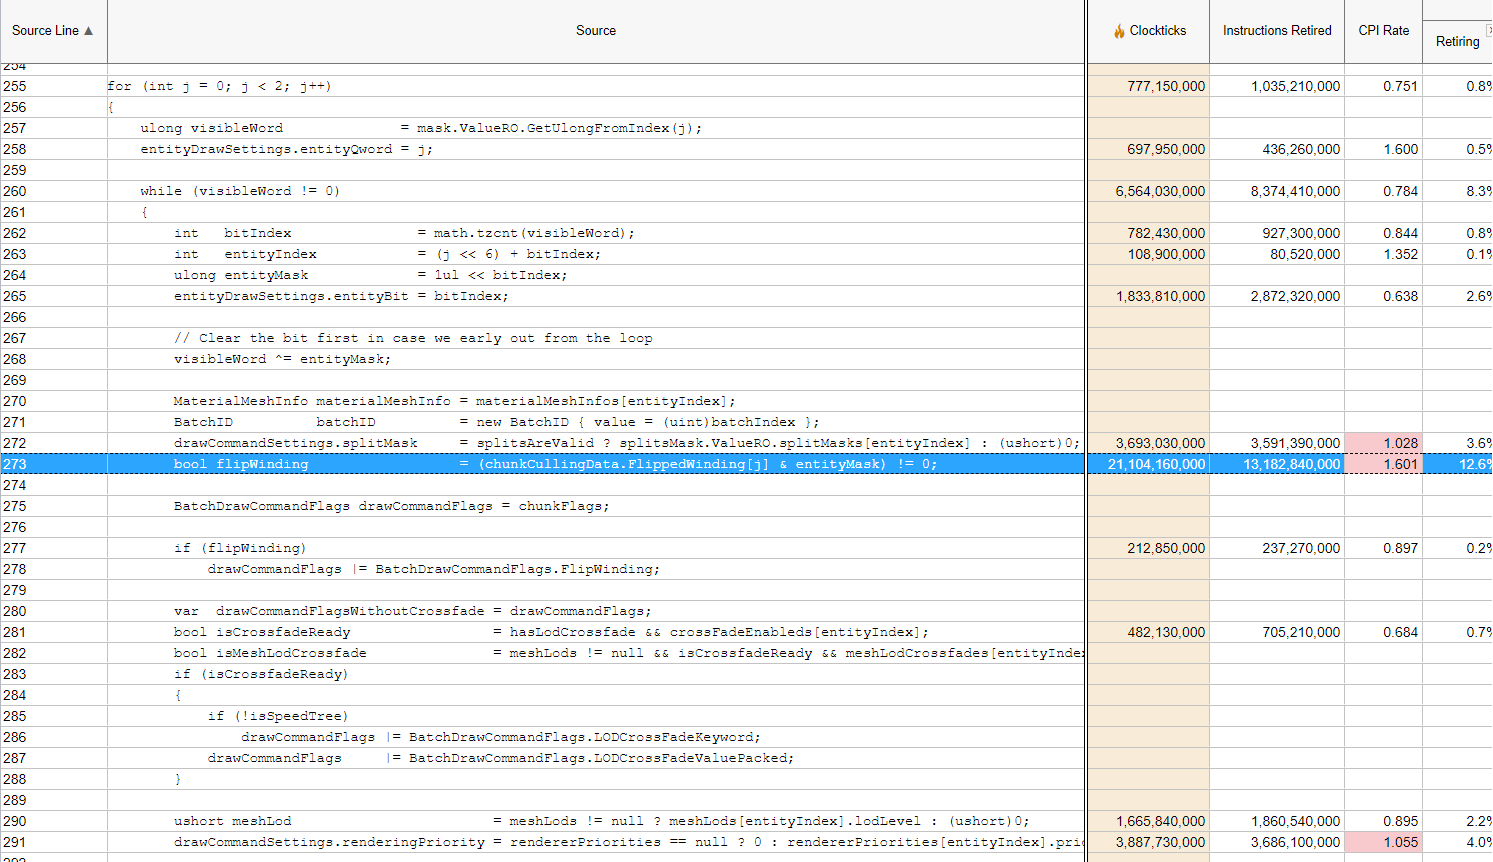 Source Line ▲ Source 🔥 Clockticks Instructions Retired CPI Rate Retiring
254
255 for (int j = 0; j < 2; j++) 777,150,000 1,035,210,000 0.751 0.8%
256 {
257 ulong visibleWord = mask.ValueRO.GetUlongFromIndex(j);
258 entityDrawSettings.entityQword = j; 697,950,000 436,260,000 1.600 0.5%
259
260 while (visibleWord != 0) 6,564,030,000 8,374,410,000 0.784 8.3%
261 {
262 int bitIndex = math.tzcnt(visibleWord); 782,430,000 927,300,000 0.844 0.8%
263 int entityIndex = (j << 6) + bitIndex; 108,900,000 80,520,000 1.352 0.1%
264 ulong entityMask = 1ul << bitIndex;
265 entityDrawSettings.entityBit = bitIndex; 1,833,810,000 2,872,320,000 0.638 2.6%
266
267 // Clear the bit first in case we early out from the loop
268 visibleWord ^= entityMask;
269
270 MaterialMeshInfo materialMeshInfo = materialMeshInfos[entityIndex];
271 BatchID batchID = new BatchID { value = (uint)batchIndex };
272 drawCommandSettings.splitMask = splitsAreValid ? splitsMask.ValueRO.splitMasks[entityIndex] : (ushort)0; 3,693,030,000 3,591,390,000 1.028 3.6%
273 bool flipWinding = (chunkCullingData.FlippedWinding[j] & entityMask) != 0; 21,104,160,000 13,182,840,000 1.601 12.6%
274
275 BatchDrawCommandFlags drawCommandFlags = chunkFlags;
276
277 if (flipWinding) 212,850,000 237,270,000 0.897 0.2%
278 drawCommandFlags |= BatchDrawCommandFlags.FlipWinding;
279
280 var drawCommandFlagsWithoutCrossfade = drawCommandFlags;
281 bool isCrossfadeReady = hasLodCrossfade && crossFadeEnableds[entityIndex]; 482,130,000 705,210,000 0.684 0.7%
282 bool isMeshLodCrossfade = meshLods != null && isCrossfadeReady && meshLodCrossfades[entityIndex
283 if (isCrossfadeReady)
284 {
285 if (!isSpeedTree)
286 drawCommandFlags |= BatchDrawCommandFlags.LODCrossFadeKeyword;
287 drawCommandFlags |= BatchDrawCommandFlags.LODCrossFadeValuePacked;
288 }
289
290 ushort meshLod = meshLods != null ? meshLods[entityIndex].lodLevel : (ushort)0; 1,665,840,000 1,860,540,000 0.895 2.2%
291 drawCommandSettings.renderingPriority = rendererPriorities == null ? 0 : rendererPriorities[entityIndex].pri 3,887,730,000 3,686,100,000 1.055 4.0%